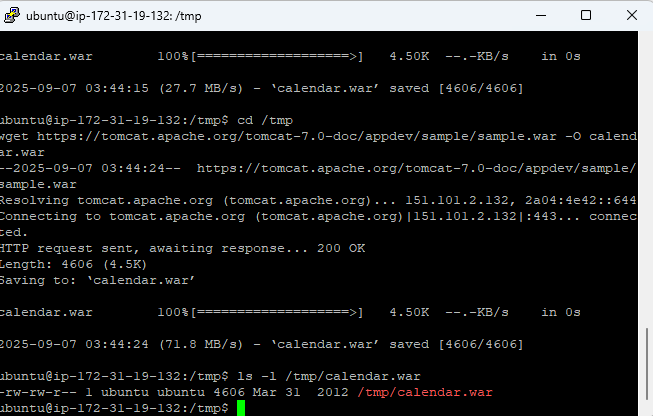 ubuntu@ip-172-31-19-132: /tmp
calendar.war        100%[===================>]   4.50K  --.-KB/s    in 0s
2025-09-07 03:44:15 (27.7 MB/s) - ‘calendar.war’ saved [4606/4606]
ubuntu@ip-172-31-19-132:/tmp$ cd /tmp
wget https://tomcat.apache.org/tomcat-7.0-doc/appdev/sample/sample.war -O calend
ar.war
--2025-09-07 03:44:24--  https://tomcat.apache.org/tomcat-7.0-doc/appdev/sample/
sample.war
Resolving tomcat.apache.org (tomcat.apache.org)... 151.101.2.132, 2a04:4e42::644
Connecting to tomcat.apache.org (tomcat.apache.org)|151.101.2.132|:443... connec
ted.
HTTP request sent, awaiting response... 200 OK
Length: 4606 (4.5K)
Saving to: ‘calendar.war’
calendar.war        100%[===================>]   4.50K  --.-KB/s    in 0s
2025-09-07 03:44:24 (71.8 MB/s) - ‘calendar.war’ saved [4606/4606]
ubuntu@ip-172-31-19-132:/tmp$ ls -l /tmp/calendar.war
-rw-rw-r-- 1 ubuntu ubuntu 4606 Mar 31  2012 /tmp/calendar.war
ubuntu@ip-172-31-19-132:/tmp$